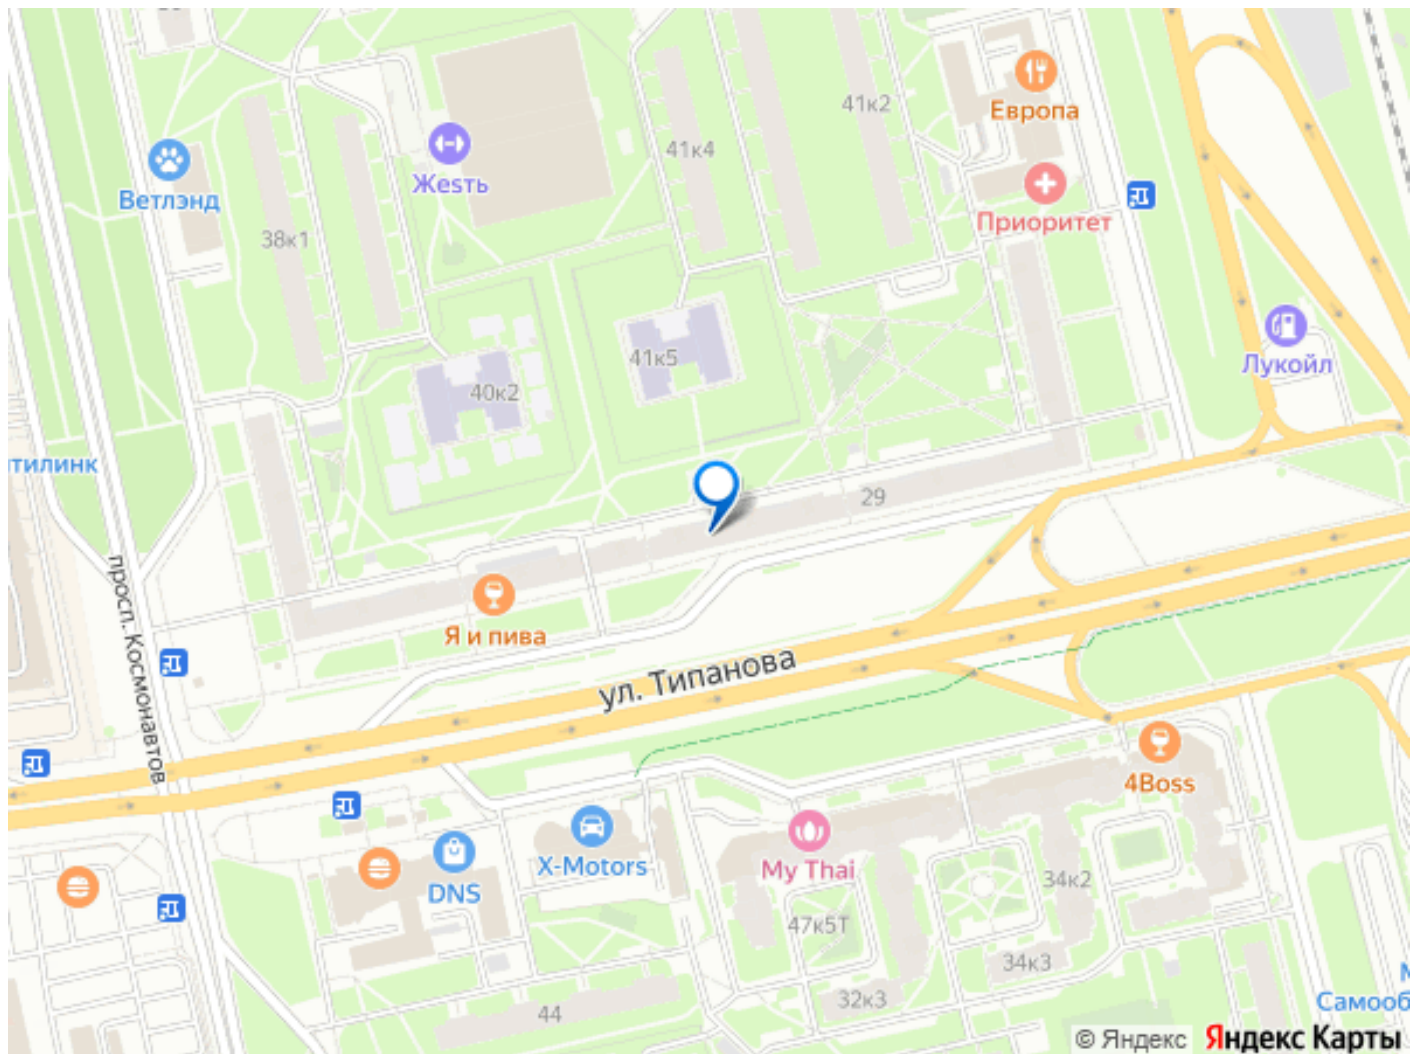 41к2
Европа
41к4
Жеsть
Ветлэнд
38к1
Приоритет
Лукойл
41к5
40к2
тилинк
29
Я и пива
просп. Космонавтов
ул. Типанова
4Boss
X-Motors
My Thai
DNS
34к2
47к5Т
34к3
32к3
44
Самооб
© Яндекс Яндекс Карты